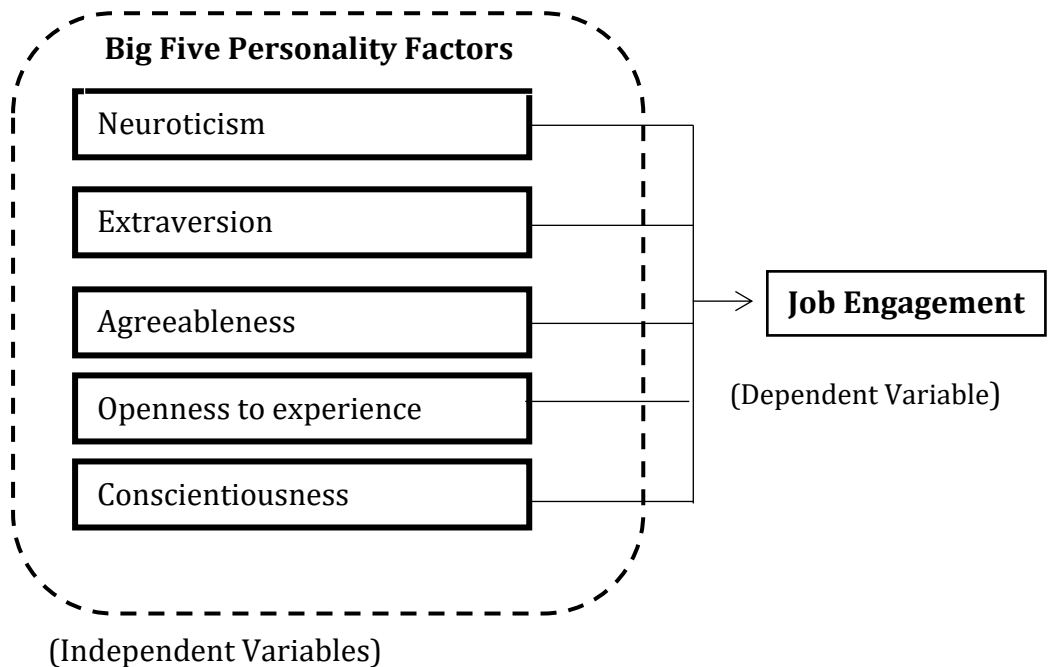 Big Five Personality Factors
Neuroticism
Extraversion
Agreeableness
Openness to experience
Conscientiousness
Job Engagement
(Dependent Variable)
(Independent Variables)